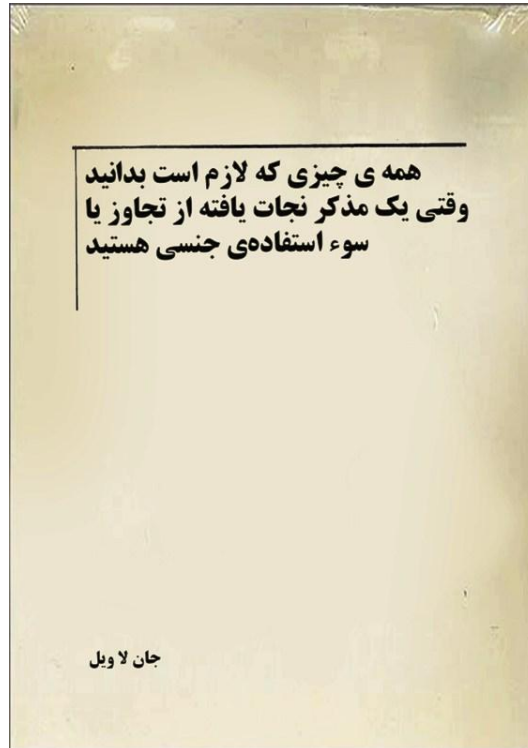 همه ی چیزی که لازم است بدانید
وقتی یک مذکر نجات یافته از تجاوز یا
سوء استفاده‌ی جنسی هستید
جان لا ویل